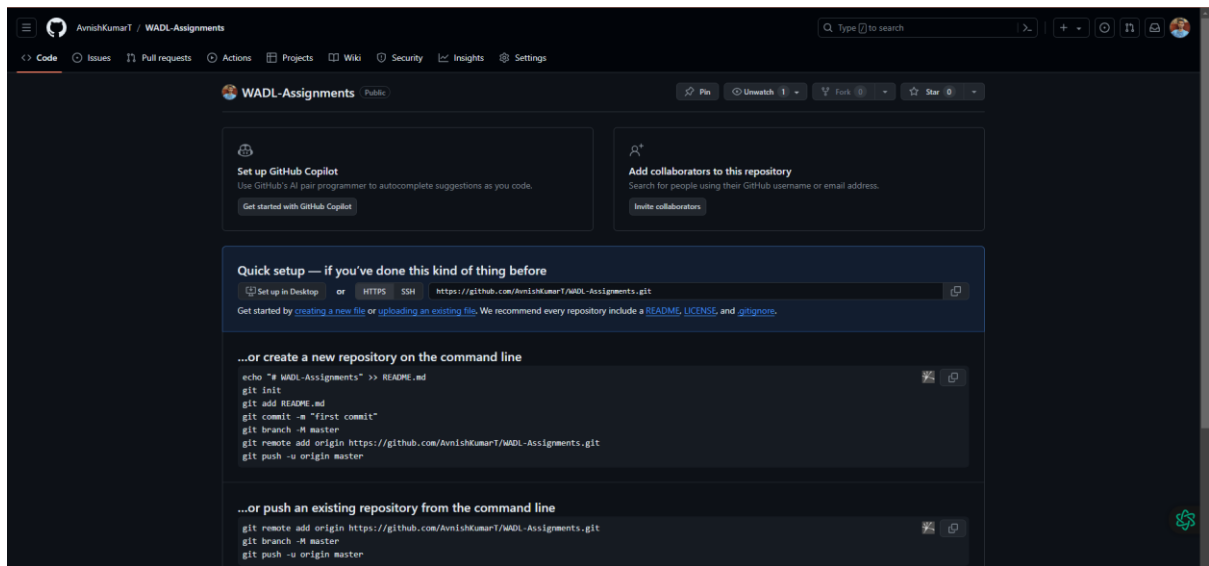 AvnishKumarT / WADL-Assignments
Type / to search
Code Issues Pull requests Actions Projects Wiki Security Insights Settings
WADL-Assignments Public
Pin Unwatch 1 Fork 0 Star 0
Set up GitHub Copilot
Use GitHub's AI pair programmer to autocomplete suggestions as you code.
Get started with GitHub Copilot
Add collaborators to this repository
Search for people using their GitHub username or email address.
Invite collaborators
Quick setup — if you've done this kind of thing before
Set up in Desktop or HTTPS SSH https://github.com/AvnishKumarT/WADL-Assignments.git
Get started by creating a new file or uploading an existing file. We recommend every repository include a README, LICENSE, and .gitignore.
...or create a new repository on the command line
echo "# WADL-Assignments" >> README.md
git init
git add README.md
git commit -m "first commit"
git branch -M master
git remote add origin https://github.com/AvnishKumarT/WADL-Assignments.git
git push -u origin master
...or push an existing repository from the command line
git remote add origin https://github.com/AvnishKumarT/WADL-Assignments.git
git branch -M master
git push -u origin master